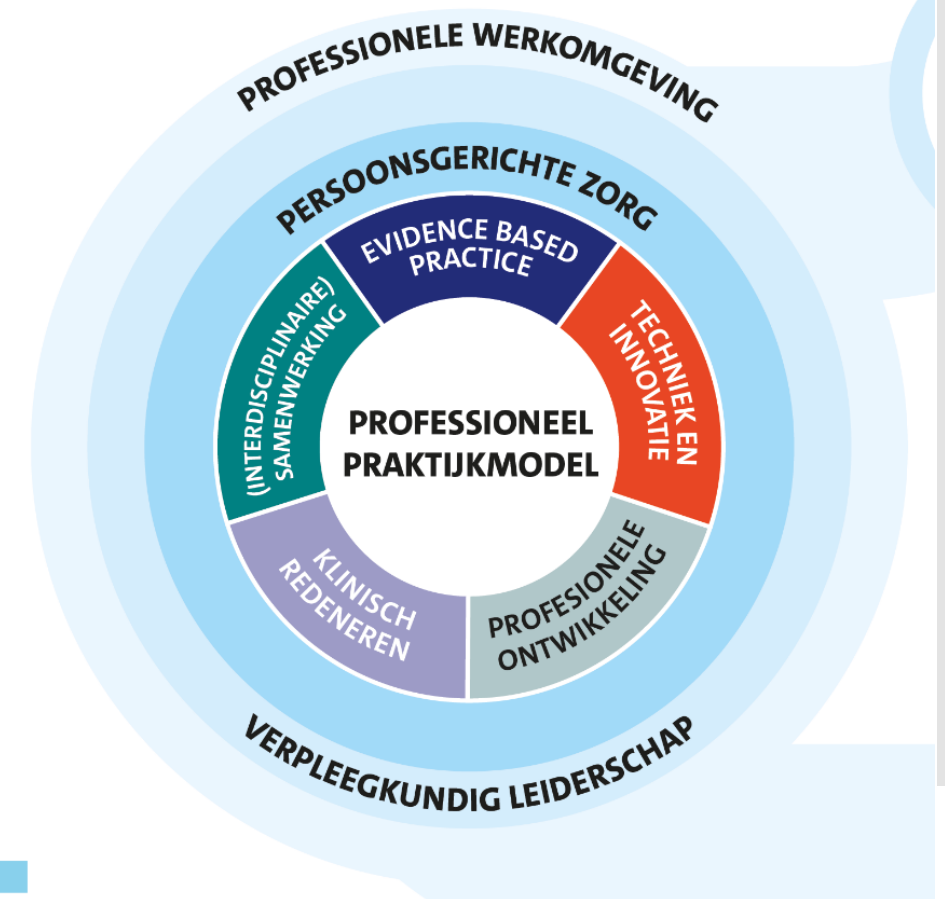 PROFESSIONELE WERKOMGEVING
PERSOONSGERICHTE ZORG
EVIDENCE BASED
PRACTICE
TECHNIEK EN
INNOVATIE
(INTERDISCIPLINAIRE)
SAMENWERKING
PROFESSIONEEL
PRAKTIJKMODEL
KLINISCH
REDENEREN
PROFESIONELE
ONTWIKKELING
VERPLEEGKUNDIG LEIDERSCHAP